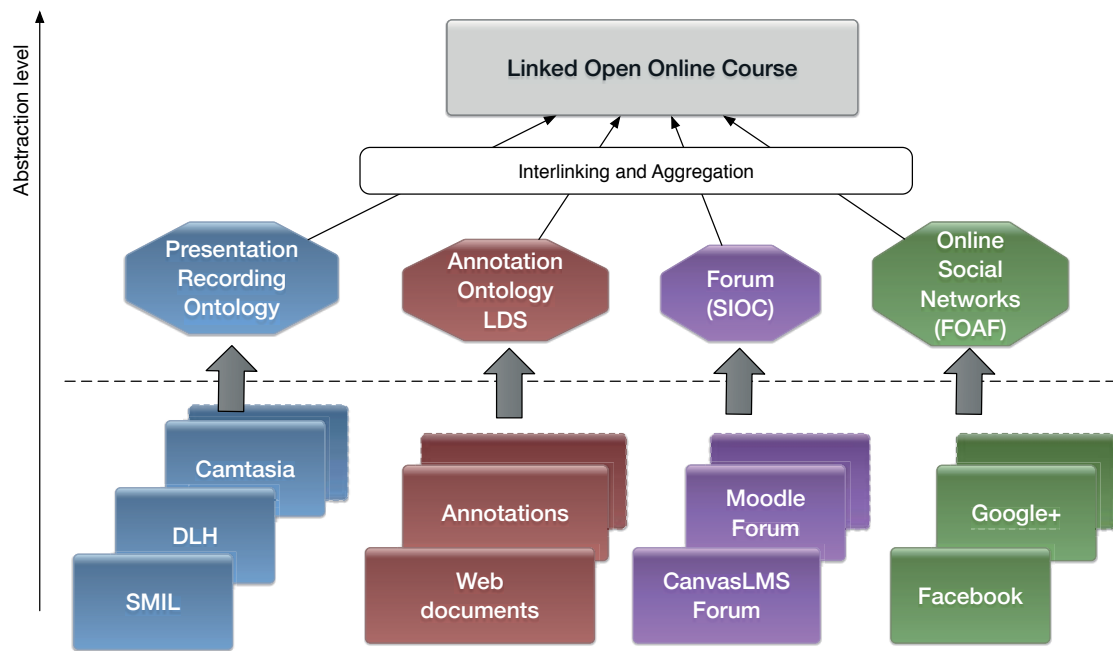 Abstraction level
Linked Open Online Course
Interlinking and Aggregation
Presentation
Recording
Ontology
Annotation
Ontology
LDS
Forum
(SIOC)
Online
Social
Networks
(FOAF)
Camtasia
DLH
SMIL
Annotations
Web
documents
Moodle
Forum
CanvasLMS
Forum
Google+
Facebook